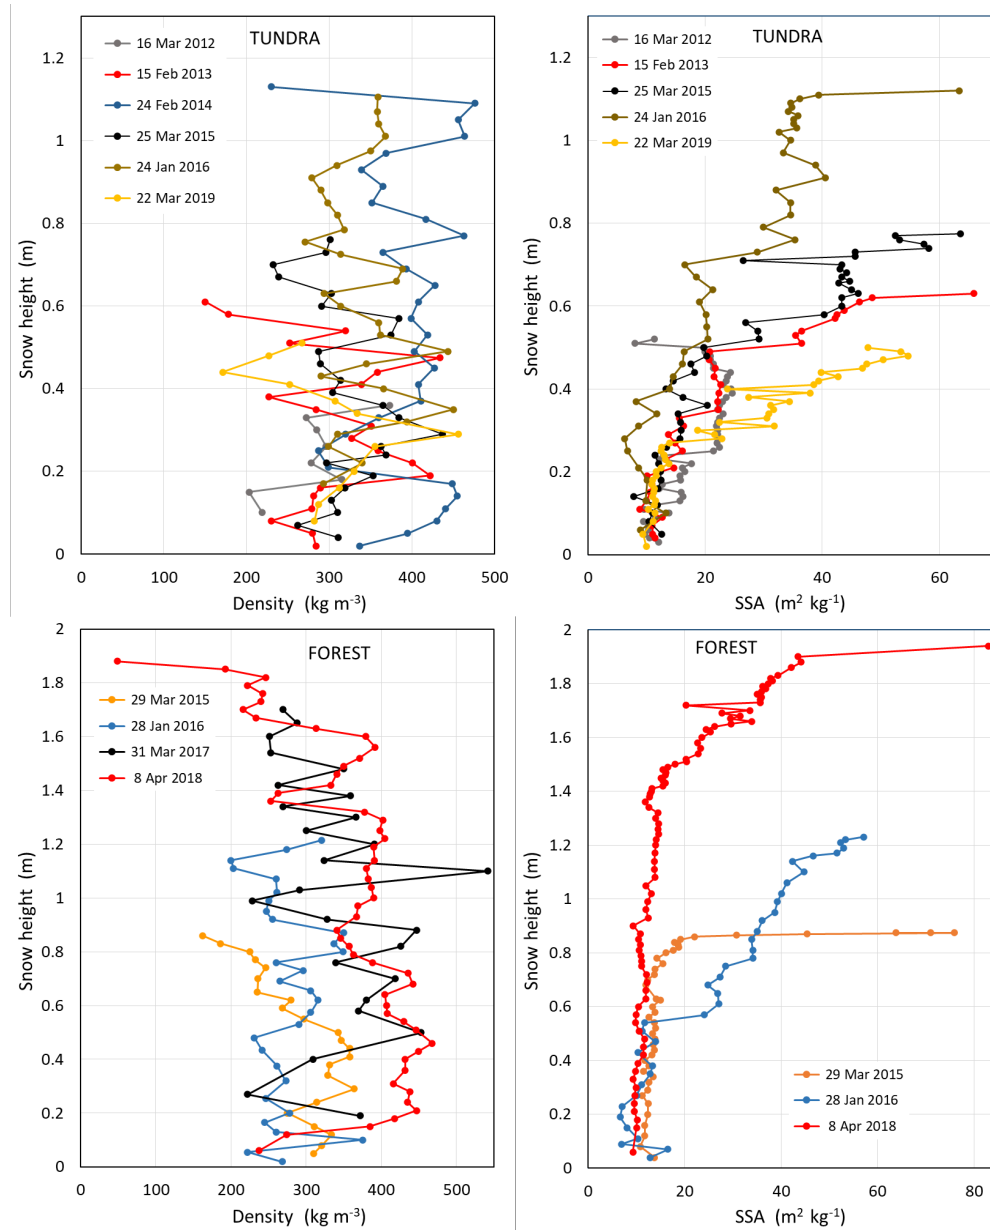 TUNDRA
1.2
1
0.8
0.6
0.4
0.2
0
Snow height (m)
16 Mar 2012
15 Feb 2013
24 Feb 2014
25 Mar 2015
24 Jan 2016
22 Mar 2019
0 100 200 300 400 500
Density (kg m-3)
TUNDRA
1.2
1
0.8
0.6
0.4
0.2
0
Snow height (m)
16 Mar 2012
15 Feb 2013
25 Mar 2015
24 Jan 2016
22 Mar 2019
0 20 40 60
SSA (m2 kg-1)
FOREST
2
1.8
1.6
1.4
1.2
1
0.8
0.6
0.4
0.2
0
Snow height (m)
29 Mar 2015
28 Jan 2016
31 Mar 2017
8 Apr 2018
0 100 200 300 400 500
Density (kg m-3)
FOREST
2
1.8
1.6
1.4
1.2
1
0.8
0.6
0.4
0.2
0
Snow height (m)
29 Mar 2015
28 Jan 2016
8 Apr 2018
0 20 40 60 80
SSA (m2 kg-1)